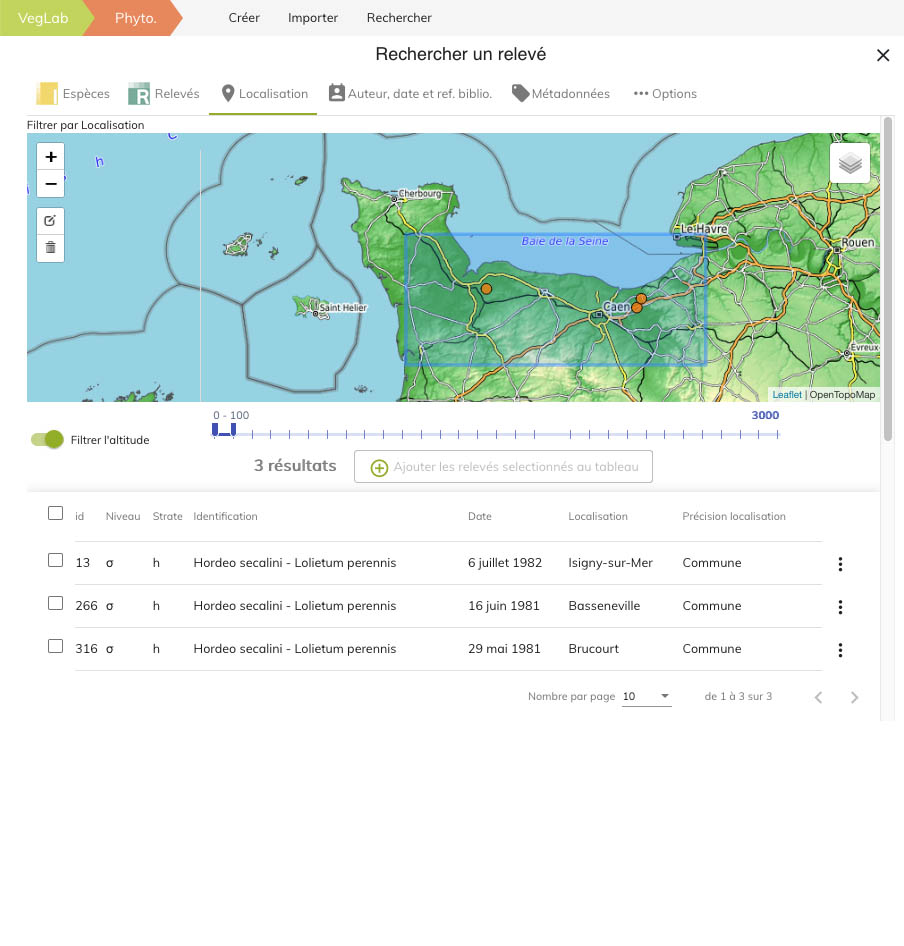 VegLab Phyto. Créer Importer Rechercher
Rechercher un relevé
Espèces R Relevés Localisation Auteur, date et ref. biblio. Métadonnées Options
Filtrer par Localisation
c
h
+
−
Cherbourg
Le Havre
Baie de la Seine
Rouen
Saint Helier
Caen
Evreux
Leaflet | OpenTopoMap
0 - 100 3000
Filtrer l'altitude
3 résultats Ajouter les relevés selectionnés au tableau
id Niveau Strate Identification Date Localisation Précision localisation
13 σ h Hordeo secalini - Lolietum perennis 6 juillet 1982 Isigny-sur-Mer Commune
266 σ h Hordeo secalini - Lolietum perennis 16 juin 1981 Basseneville Commune
316 σ h Hordeo secalini - Lolietum perennis 29 mai 1981 Brucourt Commune
Nombre par page 10 de 1 à 3 sur 3